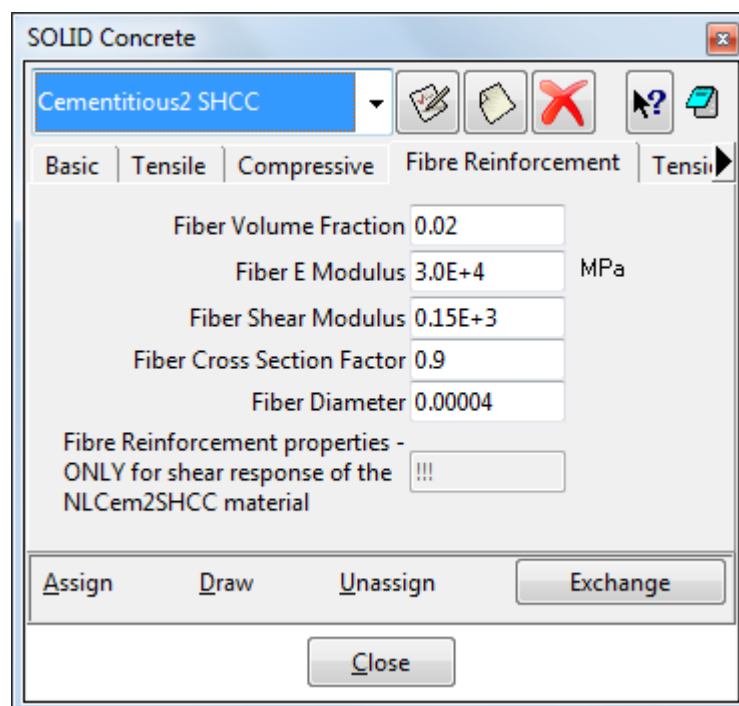 SOLID Concrete
Cementitious2 SHCC
Basic Tensile Compressive Fibre Reinforcement
Fiber Volume Fraction 0.02
Fiber E Modulus 3.0E+4 MPa
Fiber Shear Modulus 0.15E+3
Fiber Cross Section Factor 0.9
Fiber Diameter 0.00004
Fibre Reinforcement properties -
ONLY for shear response of the !!!
NLCem2SHCC material
Assign Draw Unassign Exchange
Close